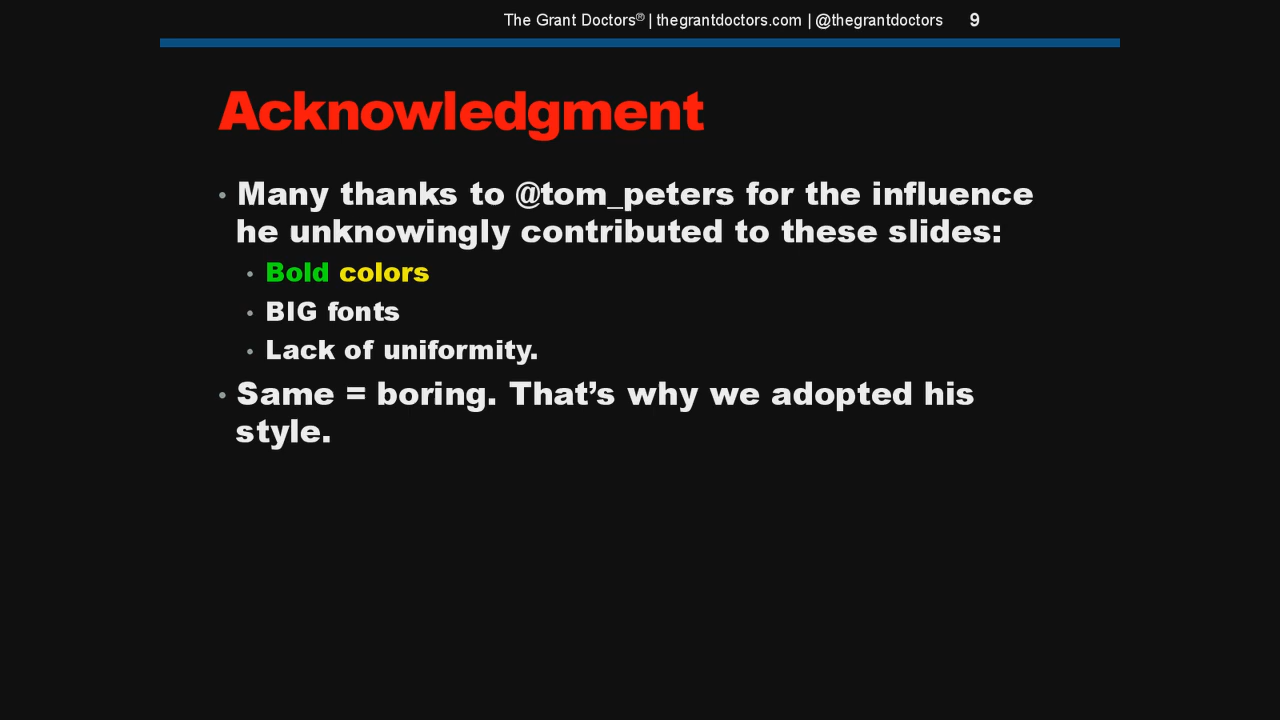 The Grant Doctors® | thegrantdoctors.com | @thegrantdoctors 9
Acknowledgment
• Many thanks to @tom_peters for the influence
he unknowingly contributed to these slides:
• Bold colors
• BIG fonts
• Lack of uniformity.
• Same = boring. That’s why we adopted his
style.